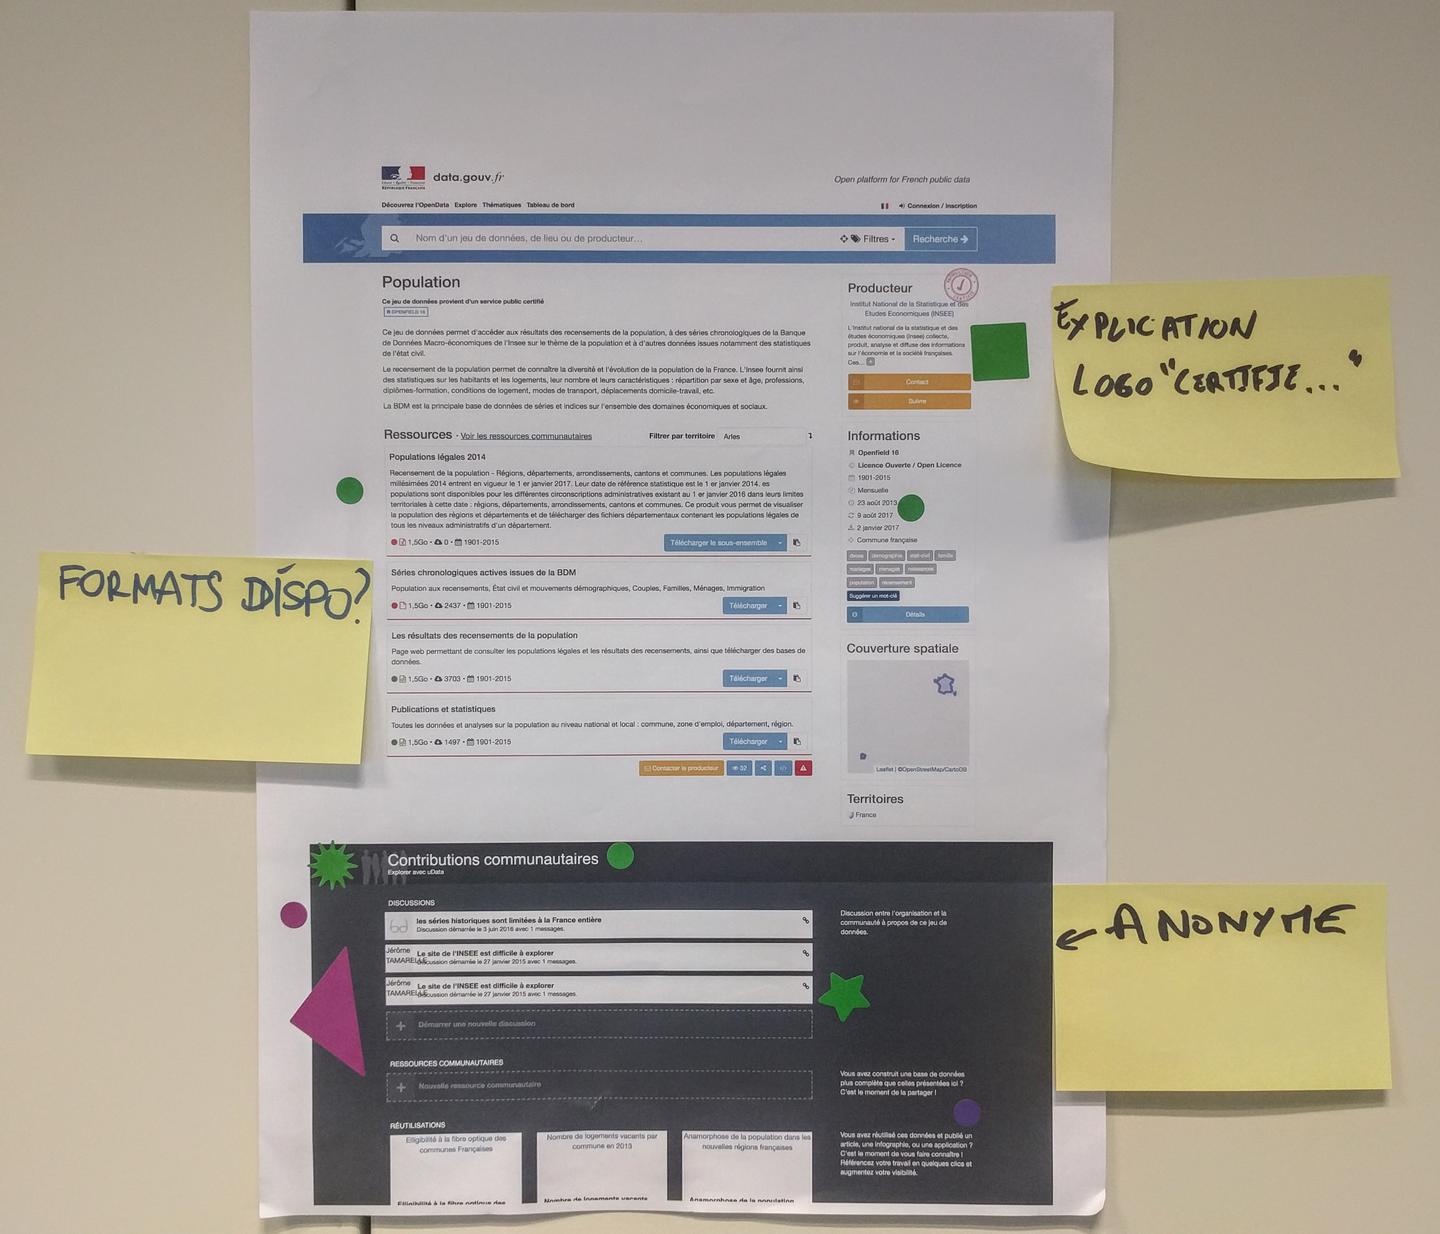 data.gouv.fr
Open platform for French public data
Découvrez l'OpenData Explore Thématiques Tableau de bord
Connexion / Inscription
Nom d'un jeu de données, de lieu ou de producteur...
Filtres
Recherche
Population
Ce jeu de données provient d'un service public certifié
OPENFIELD 16
Ce jeu de données permet d'accéder aux résultats des recensements de la population, à des séries chronologiques de la Banque
de Données Macro-économiques de l'Insee sur le thème de la population et à d'autres données issues notamment des statistiques
de l'état civil.
Le recensement de la population permet de connaître la diversité et l'évolution de la population de la France. L'Insee fournit ainsi
des statistiques sur les habitants et les logements, leur nombre et leurs caractéristiques : répartition par sexe et âge, professions,
diplômes-formation, conditions de logement, modes de transport, déplacements domicile-travail, etc.
La BDM est la principale base de données de séries et indices sur l'ensemble des domaines économiques et sociaux.
Ressources - Voir les ressources communautaires
Filtrer par territoire Arles
Populations légales 2014
Recensement de la population - Régions, départements, arrondissements, cantons et communes. Les populations légales
millésimées 2014 entrent en vigueur le 1 er janvier 2017. Leur date de référence statistique est le 1 er janvier 2014. es
populations sont disponibles pour les différentes circonscriptions administratives existant au 1 er janvier 2016 dans leurs limites
territoriales à cette date : régions, départements, arrondissements, cantons et communes. Ce produit vous permet de visualiser
la population des régions et départements et de télécharger des fichiers départementaux contenant les populations légales de
tous les niveaux administratifs d'un département.
1,5Go • 0 • 1901-2015
Télécharger le sous-ensemble
Séries chronologiques actives issues de la BDM
Population aux recensements, État civil et mouvements démographiques, Couples, Familles, Ménages, Immigration
1,5Go • 2437 • 1901-2015
Télécharger
Les résultats des recensements de la population
Page web permettant de consulter les populations légales et les résultats des recensements, ainsi que télécharger des bases de
données.
1,5Go • 3703 • 1901-2015
Télécharger
Publications et statistiques
Toutes les données et analyses sur la population au niveau national et local : commune, zone d'emploi, département, région.
1,5Go • 1497 • 1901-2015
Télécharger
Contacter le producteur
32
Producteur
Institut National de la Statistique et des
Etudes Economiques (INSEE)
L'Institut national de la statistique et des
études économiques (Insee) collecte,
produit, analyse et diffuse des informations
sur l'économie et la société françaises.
Ces...
Contact
Suivre
Informations
Openfield 16
Licence Ouverte / Open Licence
1901-2015
Mensuelle
23 août 2013
9 août 2017
2 janvier 2017
Commune française
deces demographie etat-civil famille
mariages menages naissances
population recensement
Suggérer un mot-clé
Détails
Couverture spatiale
Leaflet | ©OpenStreetMap/CartoDB
Territoires
France
EXPLICATION
LOGO "CERTIFIE..."
FORMATS DISPO?
Contributions communautaires
Explorer avec uData
DISCUSSIONS
les séries historiques sont limitées à la France entière
Discussion démarrée le 3 juin 2016 avec 1 messages.
Jérôme
TAMARELLE
Le site de l'INSEE est difficile à explorer
Discussion démarrée le 27 janvier 2015 avec 1 messages.
Jérôme
TAMARELLE
Le site de l'INSEE est difficile à explorer
Discussion démarrée le 27 janvier 2015 avec 1 messages.
Démarrer une nouvelle discussion
Discussion entre l'organisation et la
communauté à propos de ce jeu de
données.
← ANONYME
RESSOURCES COMMUNAUTAIRES
Nouvelle ressource communautaire
Vous avez construit une base de données
plus complète que celles présentées ici ?
C'est le moment de la partager !
RÉUTILISATIONS
Elligibilité à la fibre optique des
communes Françaises
Nombre de logements vacants par
commune en 2013
Anamorphose de la population dans les
nouvelles régions françaises
Elligibilité à la fibre optique des
Nombre de logements vacants
Anamorphose de la population
Vous avez réutilisé ces données et publié un
article, une infographie, ou une application ?
C'est le moment de vous faire connaître !
Référencez votre travail en quelques clics et
augmentez votre visibilité.